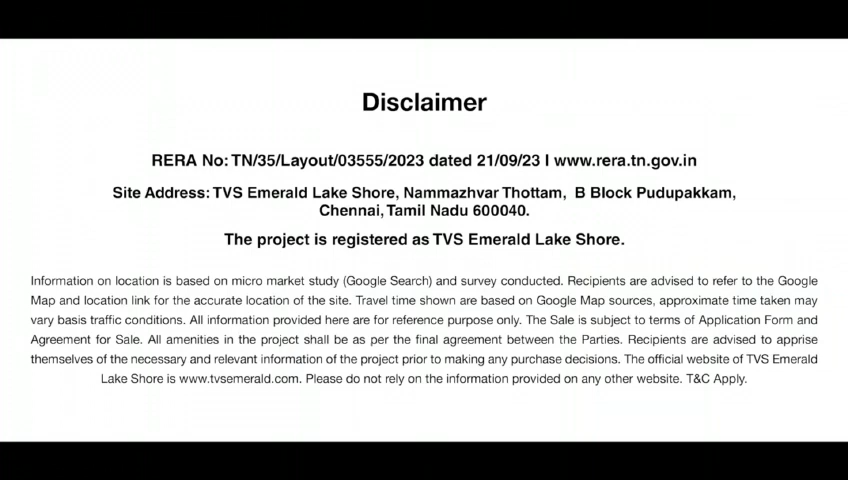 Disclaimer
RERA No: TN/35/Layout/03555/2023 dated 21/09/23 I www.rera.tn.gov.in
Site Address: TVS Emerald Lake Shore, Nammazhvar Thottam, B Block Pudupakkam,
Chennai, Tamil Nadu 600040.
The project is registered as TVS Emerald Lake Shore.
Information on location is based on micro market study (Google Search) and survey conducted. Recipients are advised to refer to the Google
Map and location link for the accurate location of the site. Travel time shown are based on Google Map sources, approximate time taken may
vary basis traffic conditions. All information provided here are for reference purpose only. The Sale is subject to terms of Application Form and
Agreement for Sale. All amenities in the project shall be as per the final agreement between the Parties. Recipients are advised to apprise
themselves of the necessary and relevant information of the project prior to making any purchase decisions. The official website of TVS Emerald
Lake Shore is www.tvsemerald.com. Please do not rely on the information provided on any other website. T&C Apply.